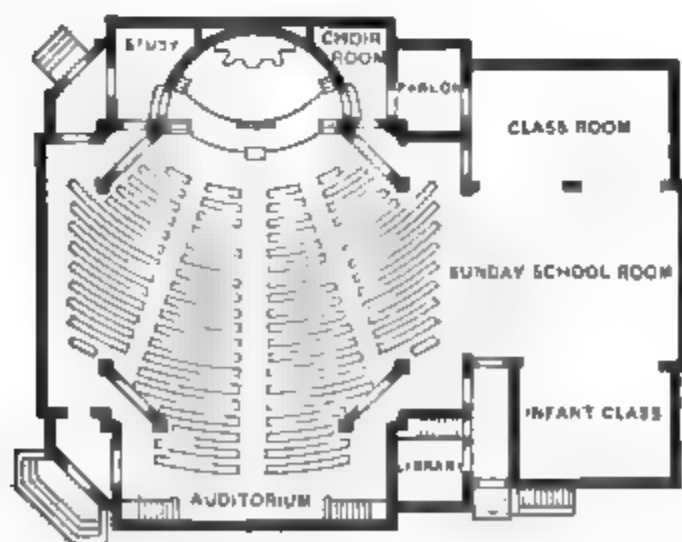 STUDY
CHOIR
ROOM
PARLOR
CLASS ROOM
SUNDAY SCHOOL ROOM
INFANT CLASS
LIBRARY
AUDITORIUM